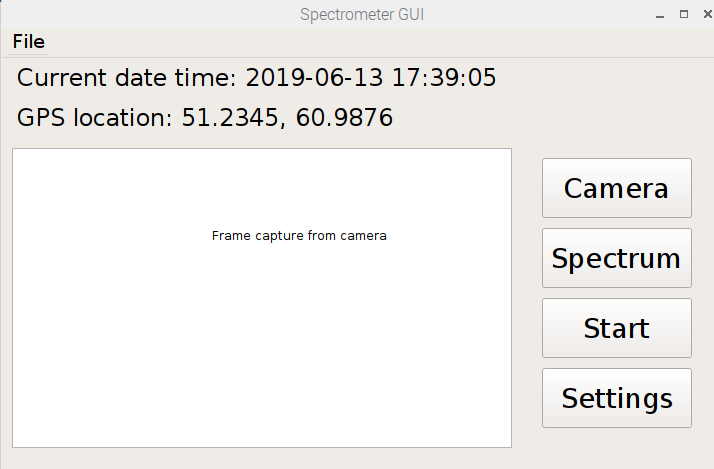 Spectrometer GUI
File
Current date time: 2019-06-13 17:39:05
GPS location: 51.2345, 60.9876
Frame capture from camera
Camera
Spectrum
Start
Settings